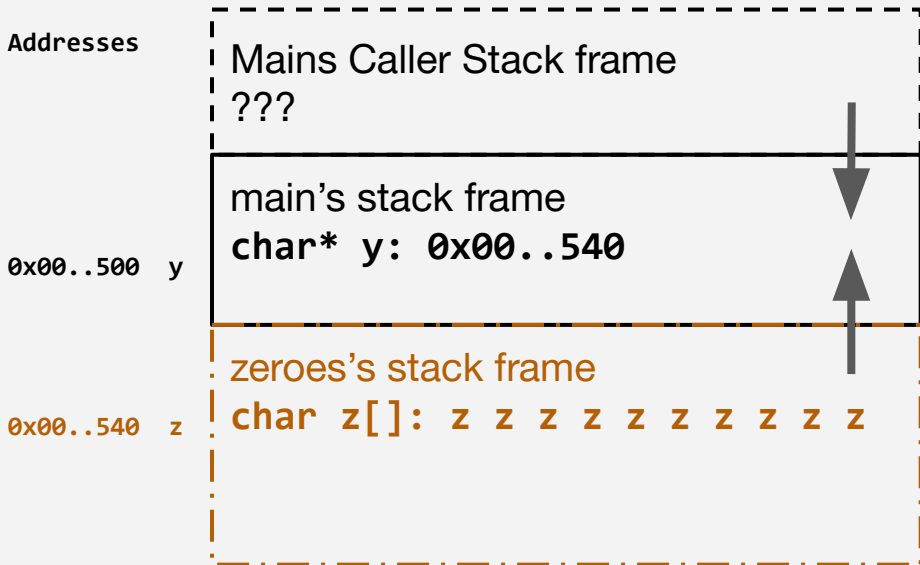 Addresses
Mains Caller Stack frame
???
main’s stack frame
char* y: 0x00..540
0x00..500 y
zeroes’s stack frame
char z[]: z z z z z z z z z z
0x00..540 z